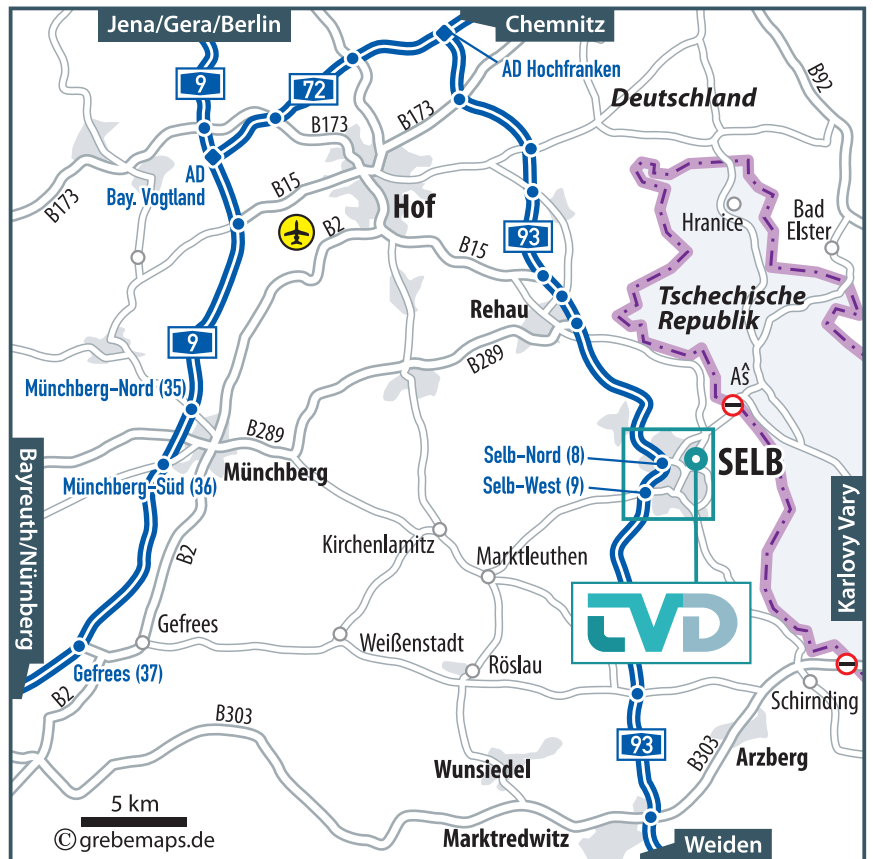 Jena/Gera/Berlin
Chemnitz
9
72
AD Hochfranken
B92
Deutschland
B173
B173
AD
Bay. Vogtland
B173
B15
Hof
B2
93
B15
Hranice
Bad
Elster
Tschechische
Republik
Rehau
9
B289
Münchberg-Nord (35)
Aŝ
B289
Münchberg
Münchberg-Süd (36)
Selb-Nord (8)
Selb-West (9)
SELB
Bayreuth/Nürnberg
Karlovy Vary
B2
Kirchenlamitz
Marktleuthen
TVD
Gefrees
Weißenstadt
Röslau
Gefrees (37)
B2
Schirnding
B303
93
B303
Arzberg
Wunsiedel
5 km
© grebemaps.de
Marktredwitz
Weiden